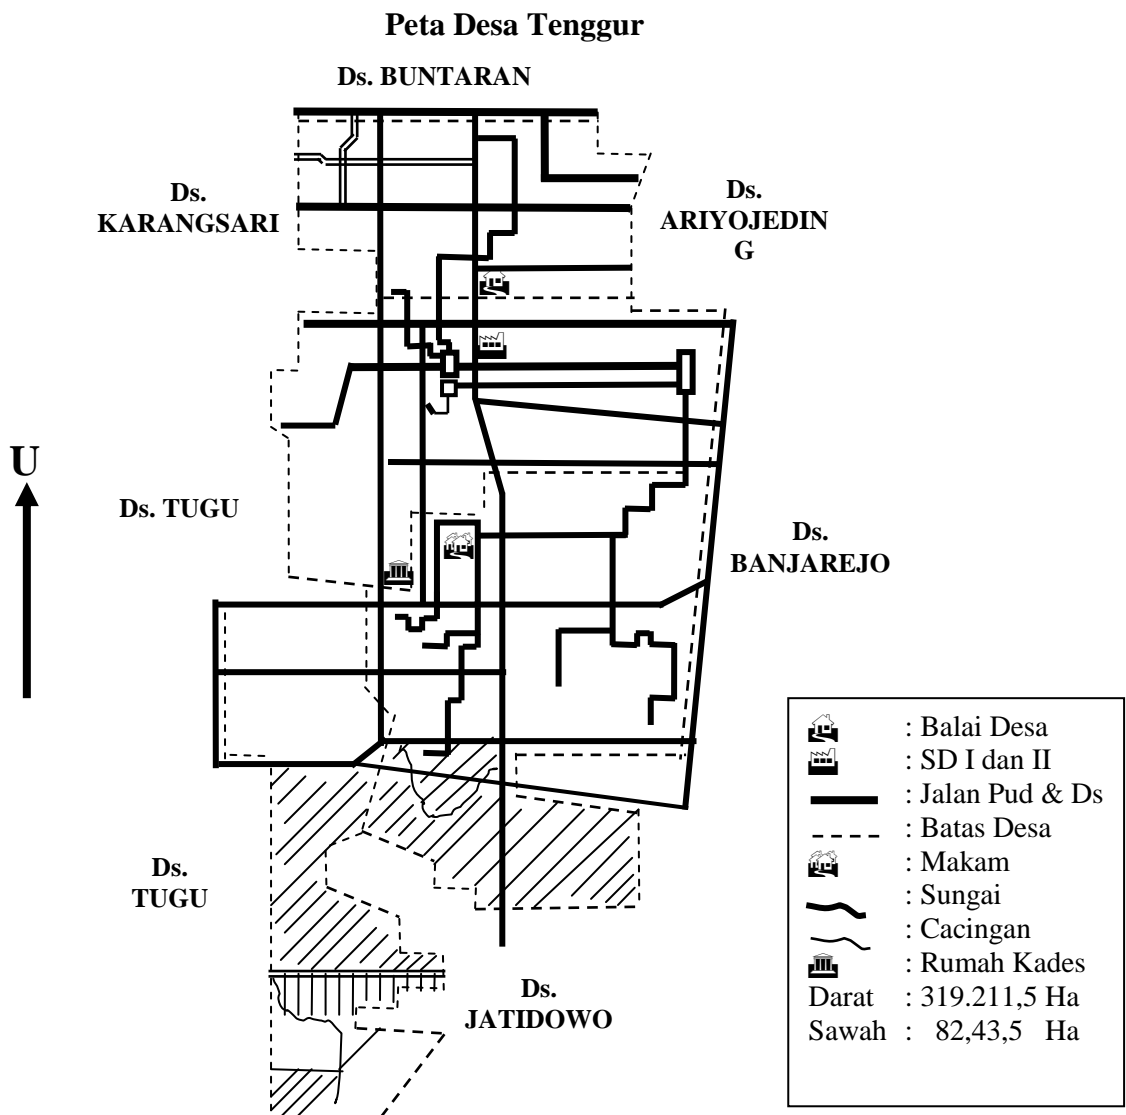 Peta Desa Tenggur
Ds. BUNTARAN
Ds.
KARANGSARI
Ds.
ARIYOJEDIN
G
U
Ds. TUGU
Ds.
BANJAREJO
Ds.
TUGU
Ds.
JATIDOWO
: Balai Desa
: SD I dan II
: Jalan Pud & Ds
: Batas Desa
: Makam
: Sungai
: Cacingan
: Rumah Kades
Darat : 319.211,5 Ha
Sawah : 82,43,5 Ha